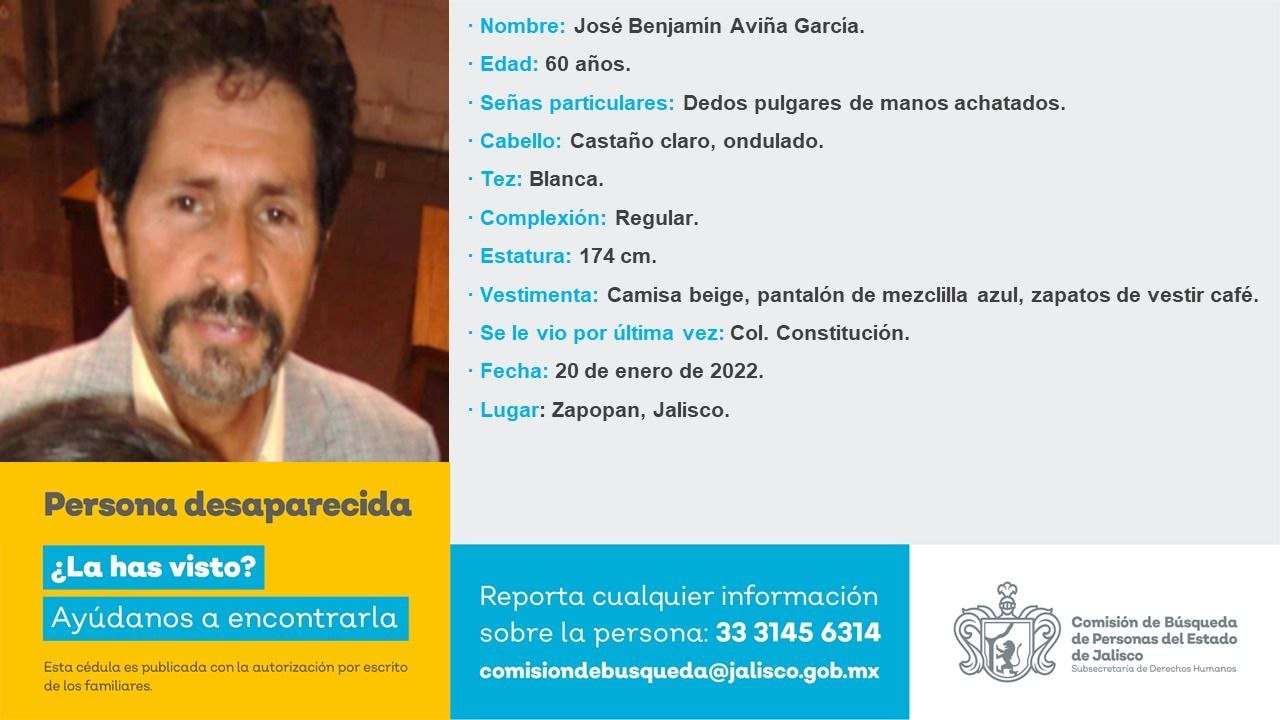 · Nombre: José Benjamín Aviña García.
· Edad: 60 años.
· Señas particulares: Dedos pulgares de manos achatados.
· Cabello: Castaño claro, ondulado.
· Tez: Blanca.
· Complexión: Regular.
· Estatura: 174 cm.
· Vestimenta: Camisa beige, pantalón de mezclilla azul, zapatos de vestir café.
· Se le vio por última vez: Col. Constitución.
· Fecha: 20 de enero de 2022.
· Lugar: Zapopan, Jalisco.
Persona desaparecida
¿La has visto?
Ayúdanos a encontrarla
Esta cédula es publicada con la autorización por escrito
de los familiares.
Reporta cualquier información
sobre la persona: 33 3145 6314
comisiondebusqueda@jalisco.gob.mx
Comisión de Búsqueda
de Personas del Estado
de Jalisco
Subsecretaría de Derechos Humanos